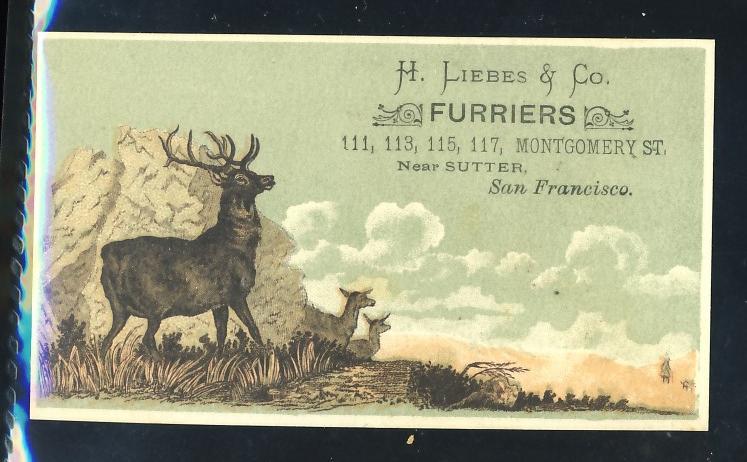 H. LIEBES & CO.
FURRIERS
111, 113, 115, 117, MONTGOMERY ST.
Near SUTTER,
San Francisco.